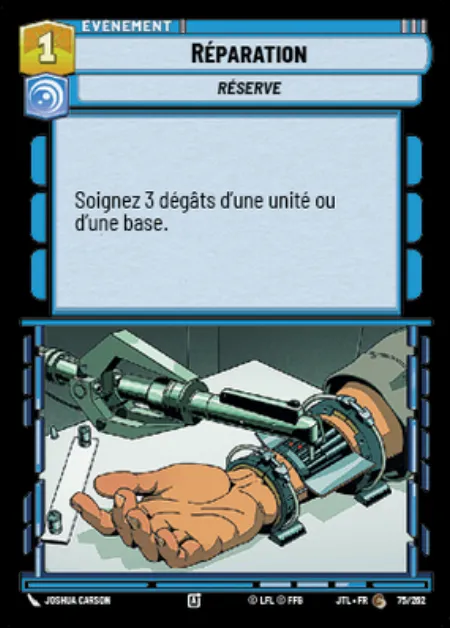 ÉVÉNEMENT
1
RÉPARATION
RÉSERVE
Soignez 3 dégâts d'une unité ou
d'une base.
JOSHUA CARSON
A
© LFL © FFG
JTL • FR
C
75/262